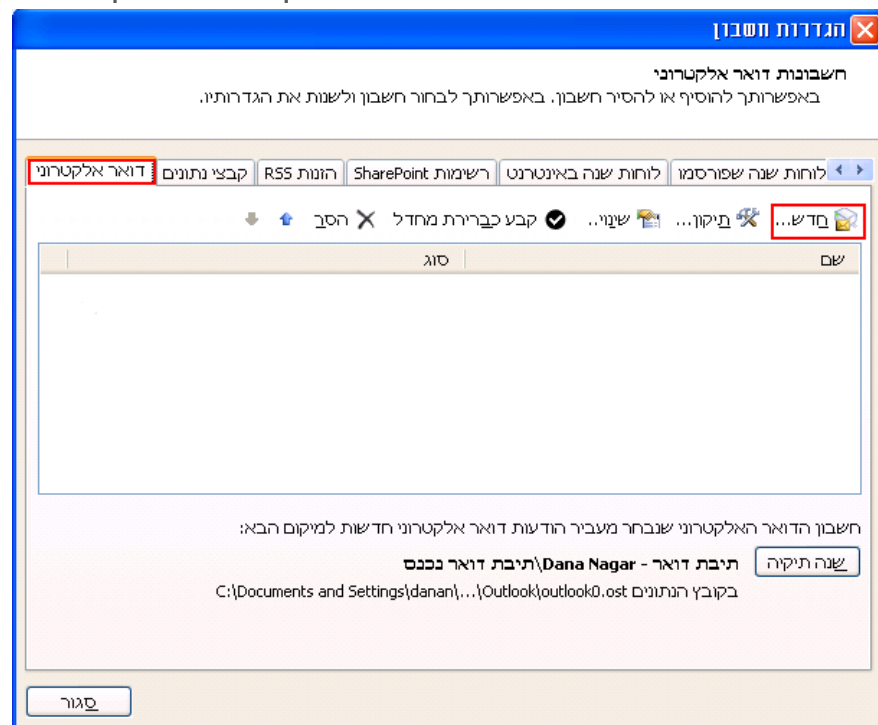 הגדרות חשבון
חשבונות דואר אלקטרוני
באפשרותך להוסיף או להסיר חשבון. באפשרותך לבחור חשבון ולשנות את הגדרותיו.
דואר אלקטרוני קבצי נתונים הזנות RSS רשימות SharePoint לוחות שנה באינטרנט לוחות שנה שפורסמו
חדש... תיקון... שינוי.. קבע כברירת מחדל הסר
שם סוג
חשבון הדואר האלקטרוני שנבחר מעביר הודעות דואר אלקטרוני חדשות למיקום הבא:
שנה תיקיה תיבת דואר - Dana Nagar\תיבת דואר נכנס
בקובץ הנתונים C:\Documents and Settings\danan\...\Outlook\outlook0.ost
סגור